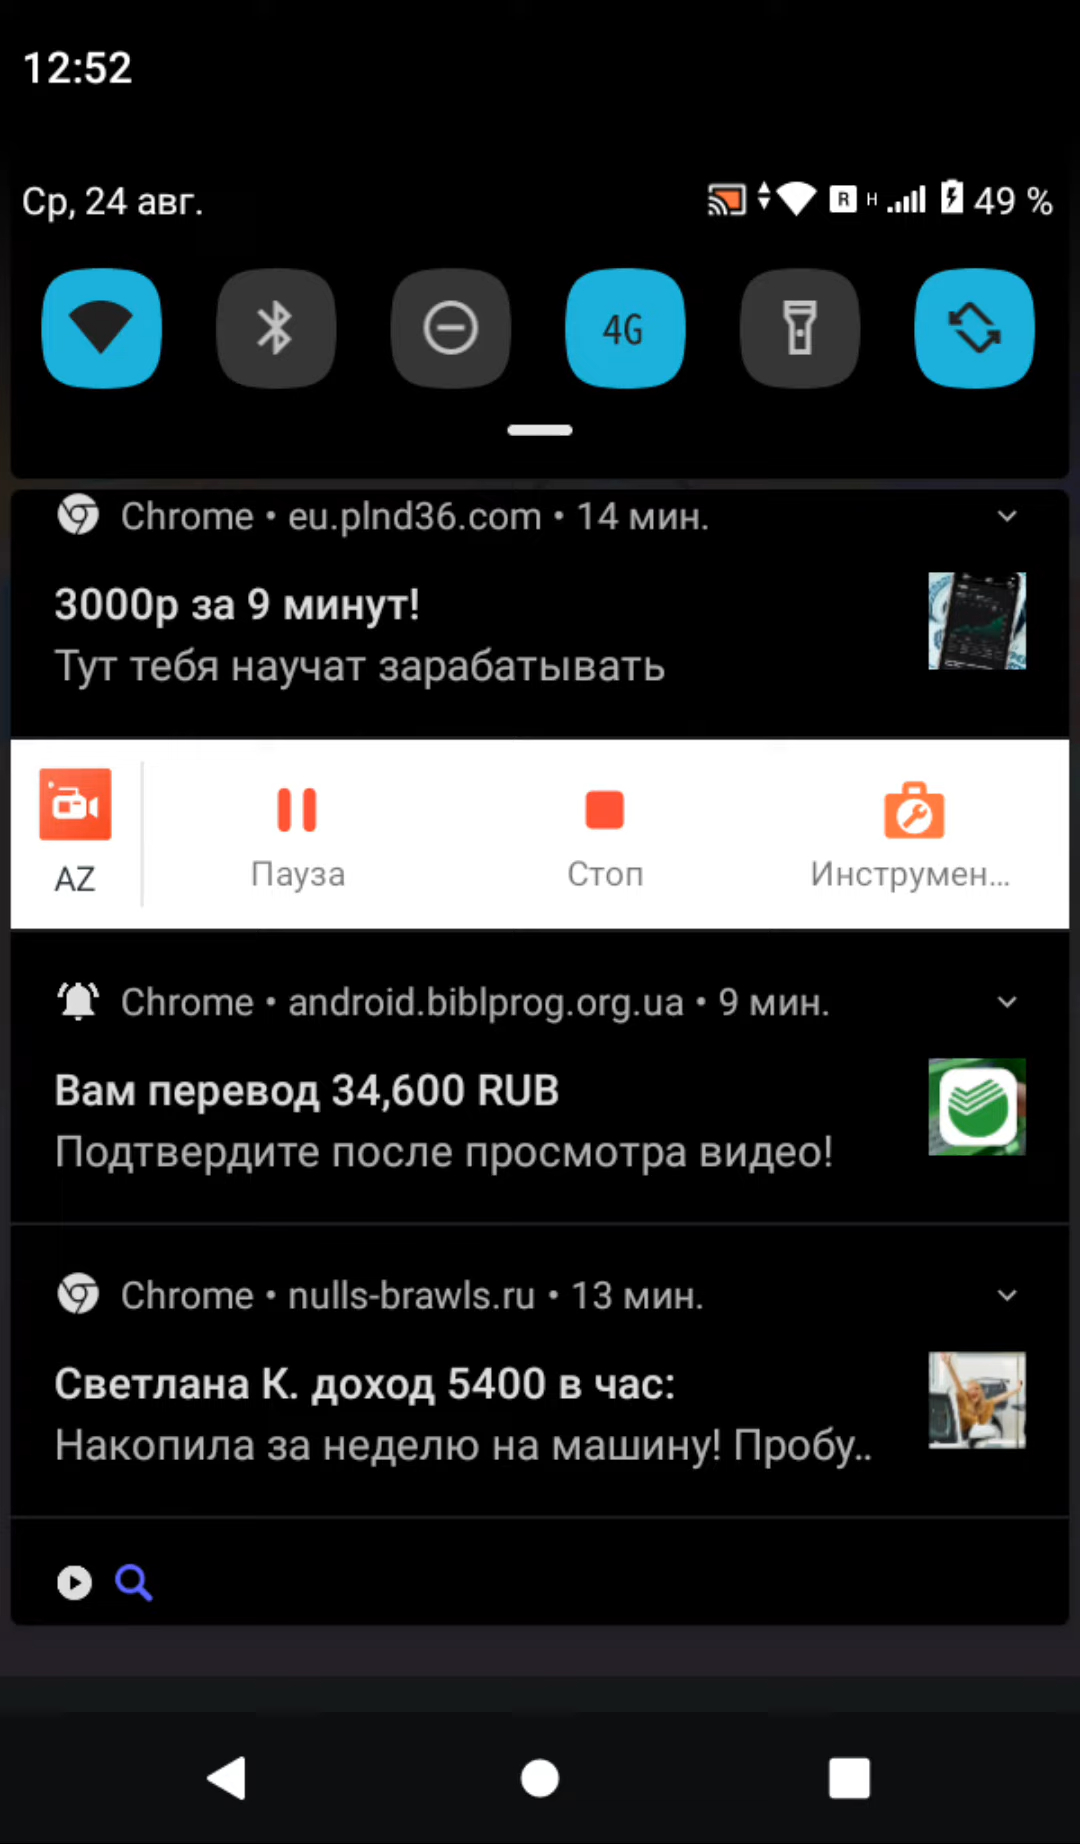 12:52
Ср, 24 авг.
R H 49 %
4G
Chrome • eu.plnd36.com • 14 мин.
3000р за 9 минут!
Тут тебя научат зарабатывать
AZ
Пауза
Стоп
Инструмен...
Chrome • android.biblprog.org.ua • 9 мин.
Вам перевод 34,600 RUB
Подтвердите после просмотра видео!
Chrome • nulls-brawls.ru • 13 мин.
Светлана К. доход 5400 в час:
Накопила за неделю на машину! Пробу..